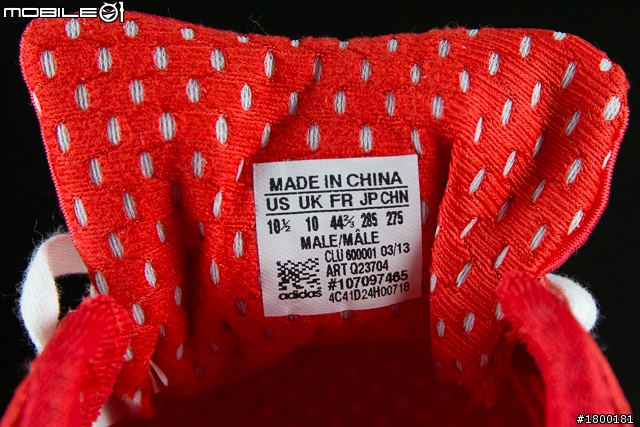 MOBILE01
MADE IN CHINA
US UK FR JP CHN
10½ 10 44⅔ 285 275
MALE/MÂLE
CLU 600001 03/13
ART Q23704
#107097465
adidas 4C41D24H00718
#1800181